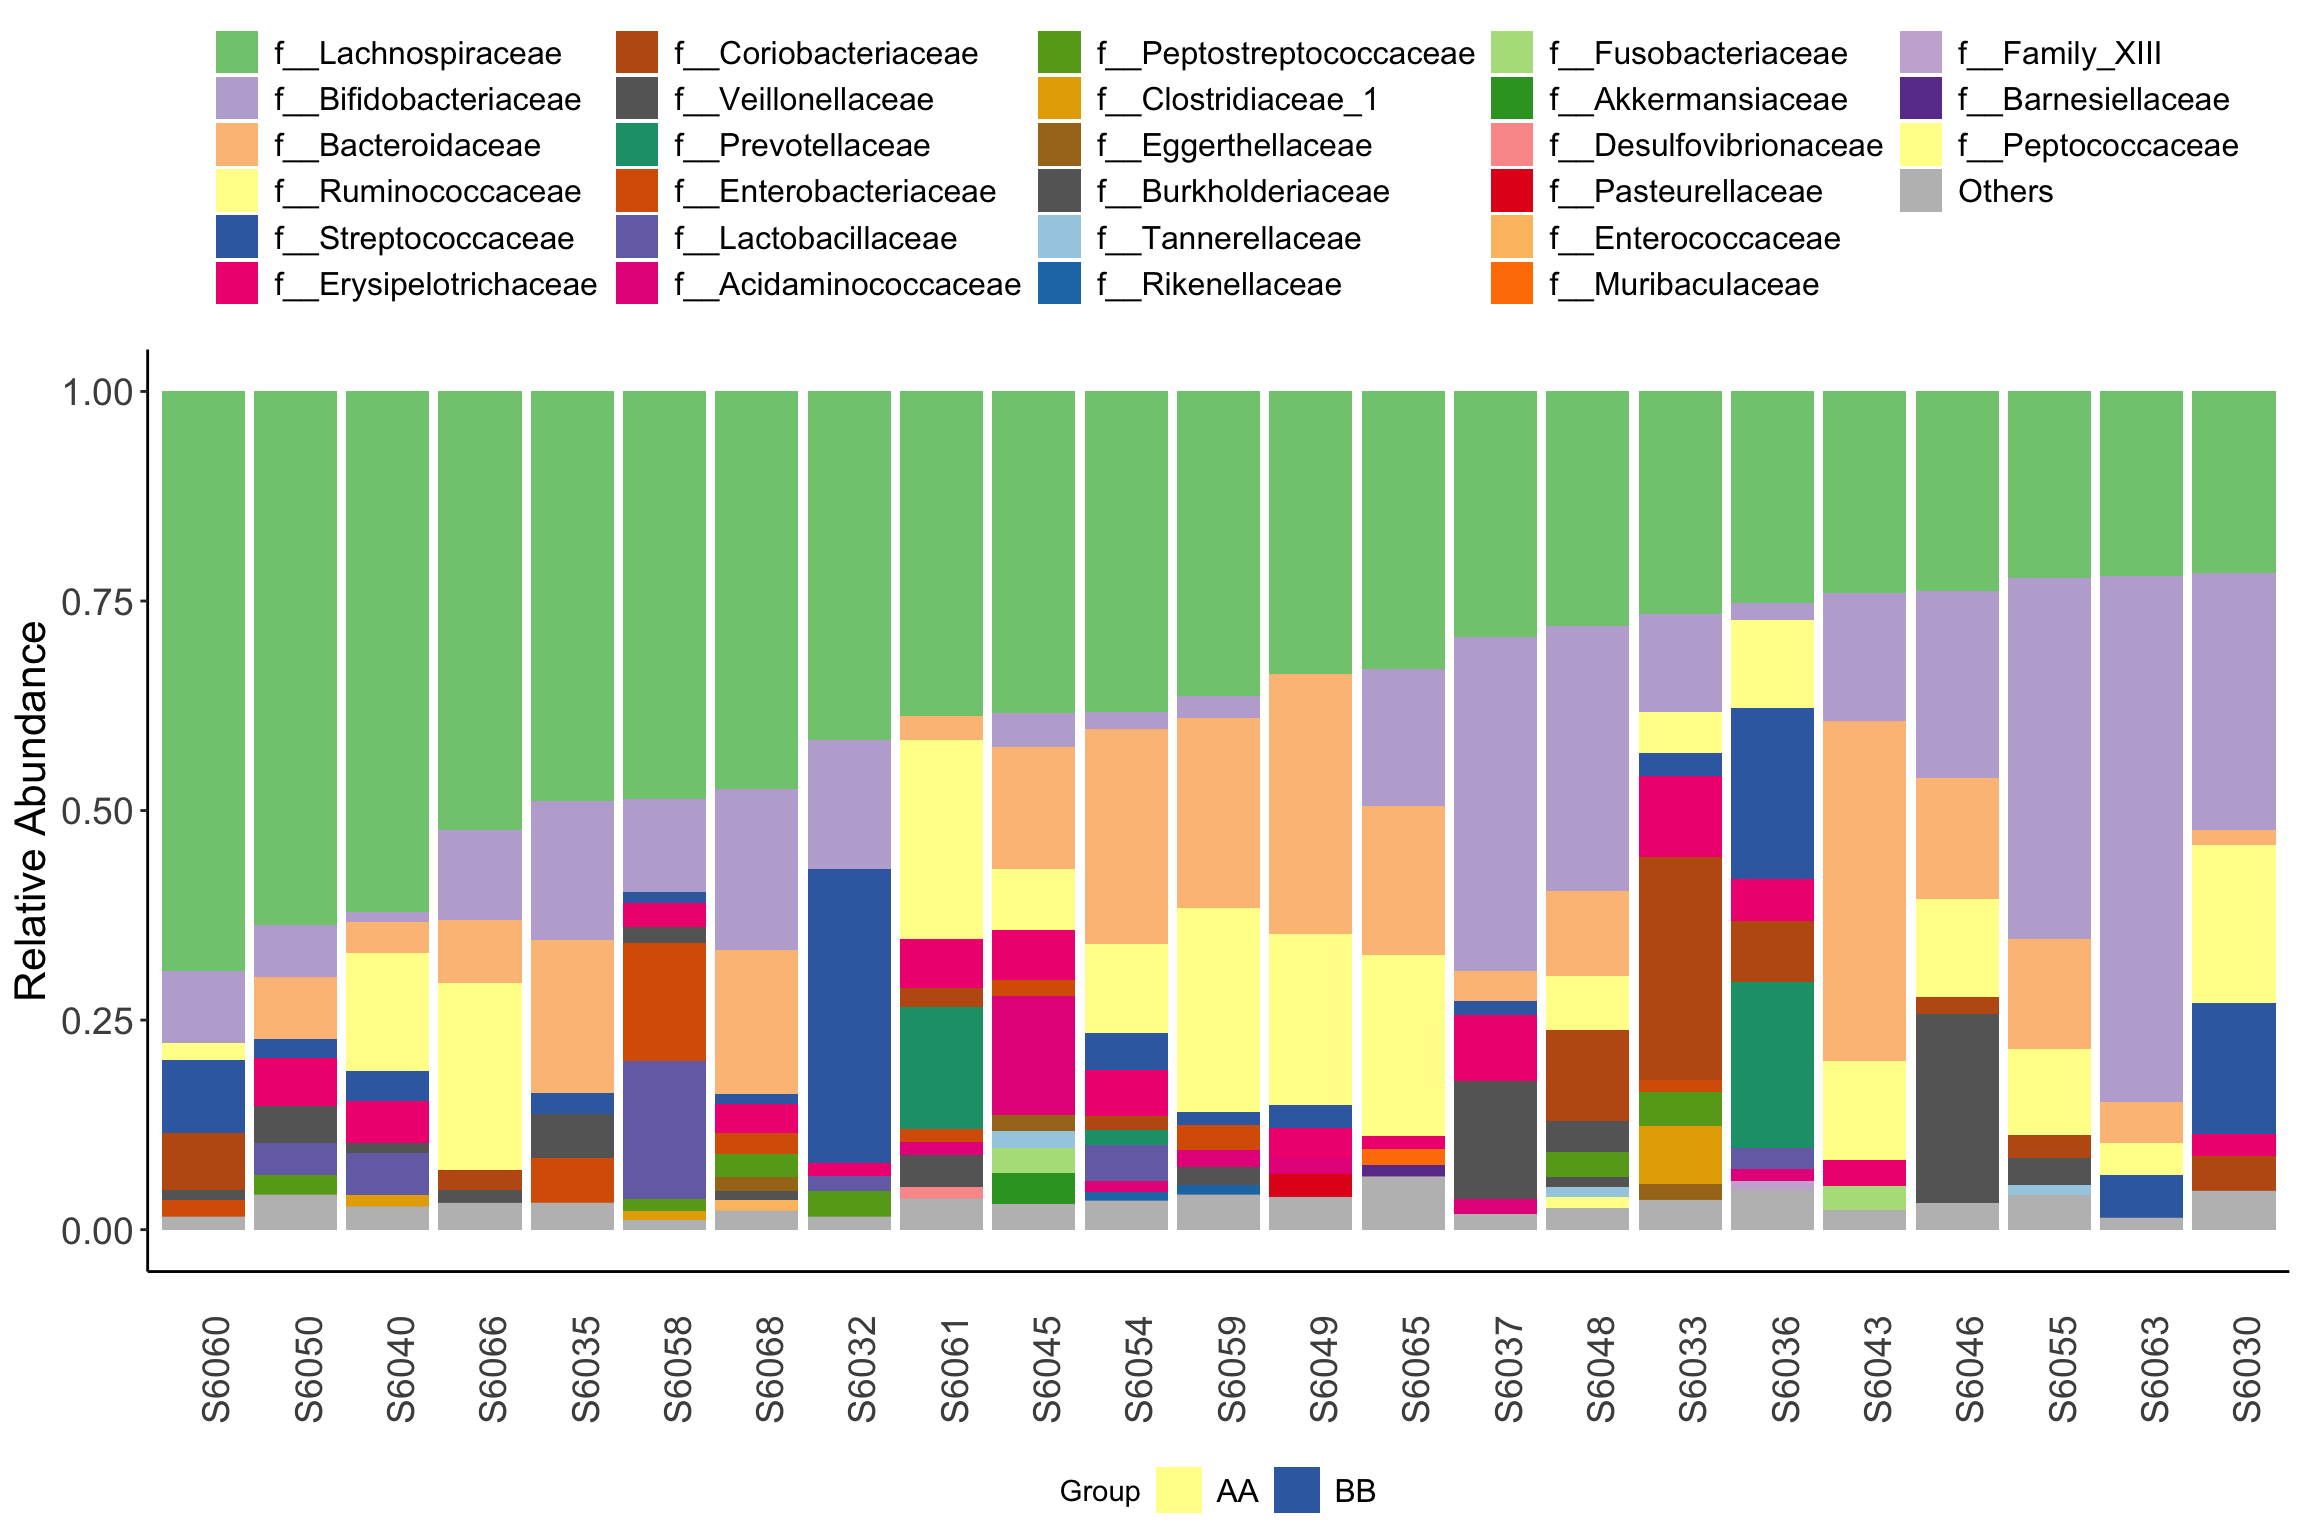 f__Lachnospiraceae f__Coriobacteriaceae f__Peptostreptococcaceae f__Fusobacteriaceae f__Family_XIII
f__Bifidobacteriaceae f__Veillonellaceae f__Clostridiaceae_1 f__Akkermansiaceae f__Barnesiellaceae
f__Bacteroidaceae f__Prevotellaceae f__Eggerthellaceae f__Desulfovibrionaceae f__Peptococcaceae
f__Ruminococcaceae f__Enterobacteriaceae f__Burkholderiaceae f__Pasteurellaceae Others
f__Streptococcaceae f__Lactobacillaceae f__Tannerellaceae f__Enterococcaceae
f__Erysipelotrichaceae f__Acidaminococcaceae f__Rikenellaceae f__Muribaculaceae
Relative Abundance
1.00
0.75
0.50
0.25
0.00
S6060 S6050 S6040 S6066 S6035 S6058 S6068 S6032 S6061 S6045 S6054 S6059 S6049 S6065 S6037 S6048 S6033 S6036 S6043 S6046 S6055 S6063 S6030
Group AA BB